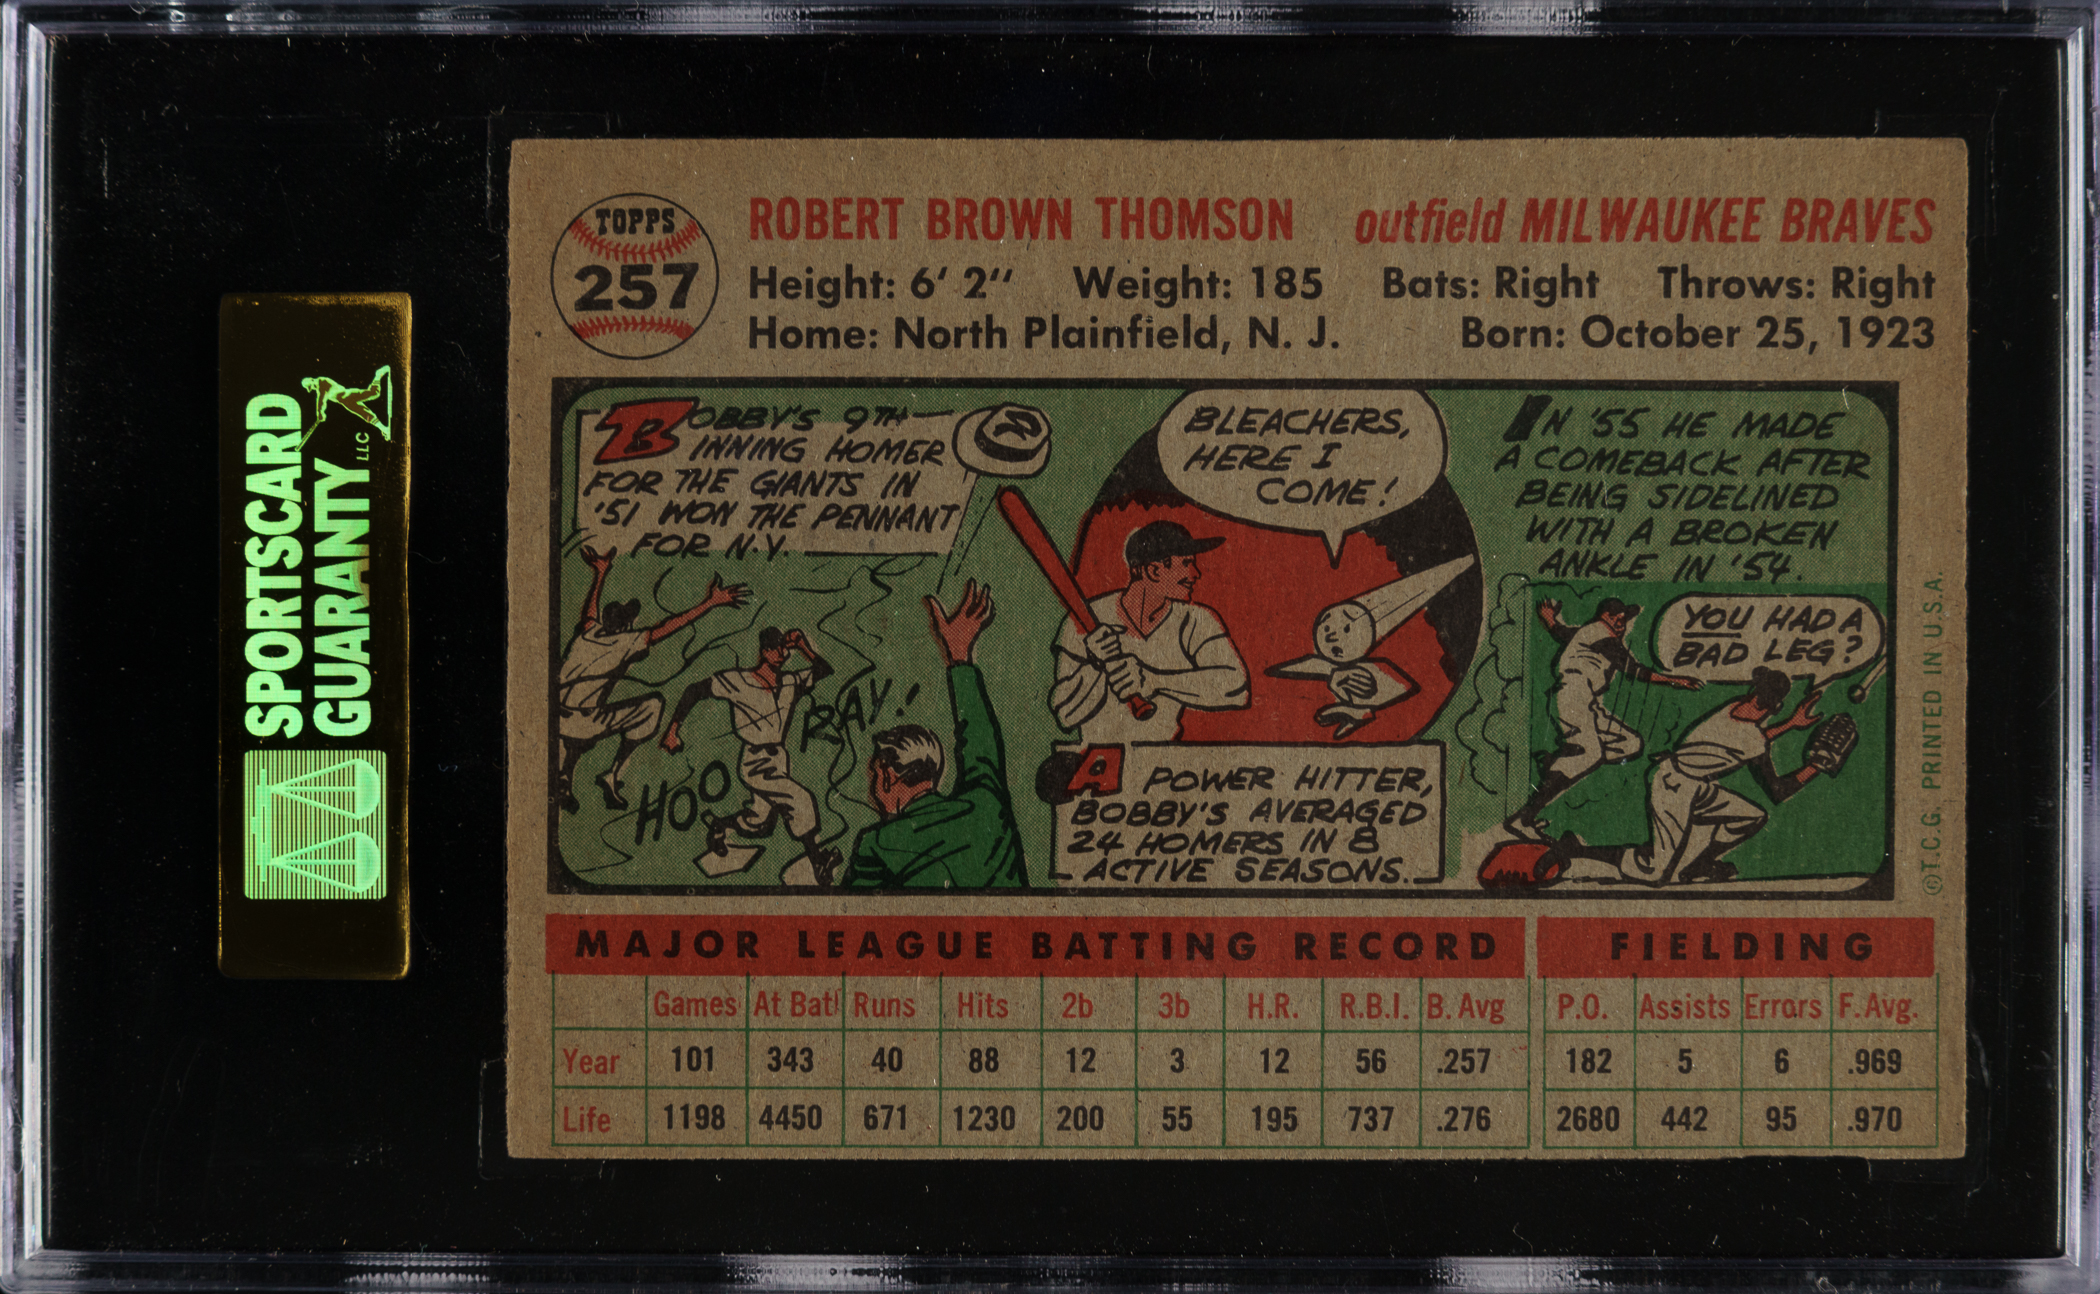 SPORTSCARD
GUARANTY LLC
TOPPS
257
ROBERT BROWN THOMSON outfield MILWAUKEE BRAVES
Height: 6' 2" Weight: 185 Bats: Right Throws: Right
Home: North Plainfield, N. J. Born: October 25, 1923
BOBBY'S 9TH-
INNING HOMER
FOR THE GIANTS IN
'51 WON THE PENNANT
FOR N.Y.
RAY!
HOO
BLEACHERS,
HERE I
COME!
A POWER HITTER,
BOBBY'S AVERAGED
24 HOMERS IN 8
ACTIVE SEASONS.
IN '55 HE MADE
A COMEBACK AFTER
BEING SIDELINED
WITH A BROKEN
ANKLE IN '54.
YOU HAD A
BAD LEG?
©T.C.G. PRINTED IN U.S.A.
MAJOR LEAGUE BATTING RECORD FIELDING
Games At Bat Runs Hits 2b 3b H.R. R.B.I. B. Avg P.O. Assists Errors F. Avg.
Year 101 343 40 88 12 3 12 56 .257 182 5 6 .969
Life 1198 4450 671 1230 200 55 195 737 .276 2680 442 95 .970